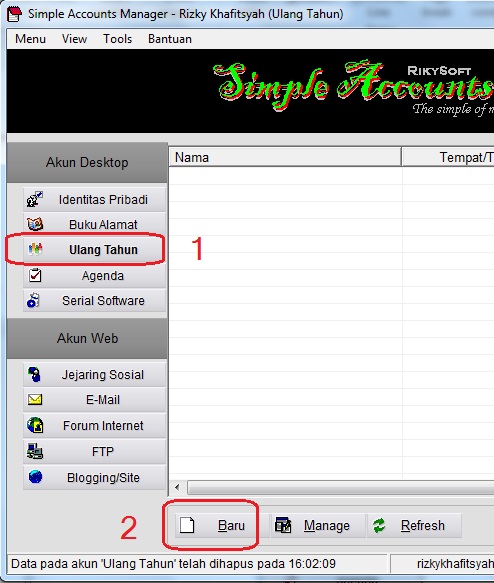 Simple Accounts Manager - Rizky Khafitsyah (Ulang Tahun)
Menu View Tools Bantuan
RIKYSOFT
Simple Accounts
The simple of m
Akun Desktop
Nama Tempat/T
Identitas Pribadi
Buku Alamat
Ulang Tahun 1
Agenda
Serial Software
Akun Web
Jejaring Sosial
E-Mail
Forum Internet
FTP
Blogging/Site
2 Baru Manage Refresh
Data pada akun 'Ulang Tahun' telah dihapus pada 16:02:09 rizkykhafitsyah